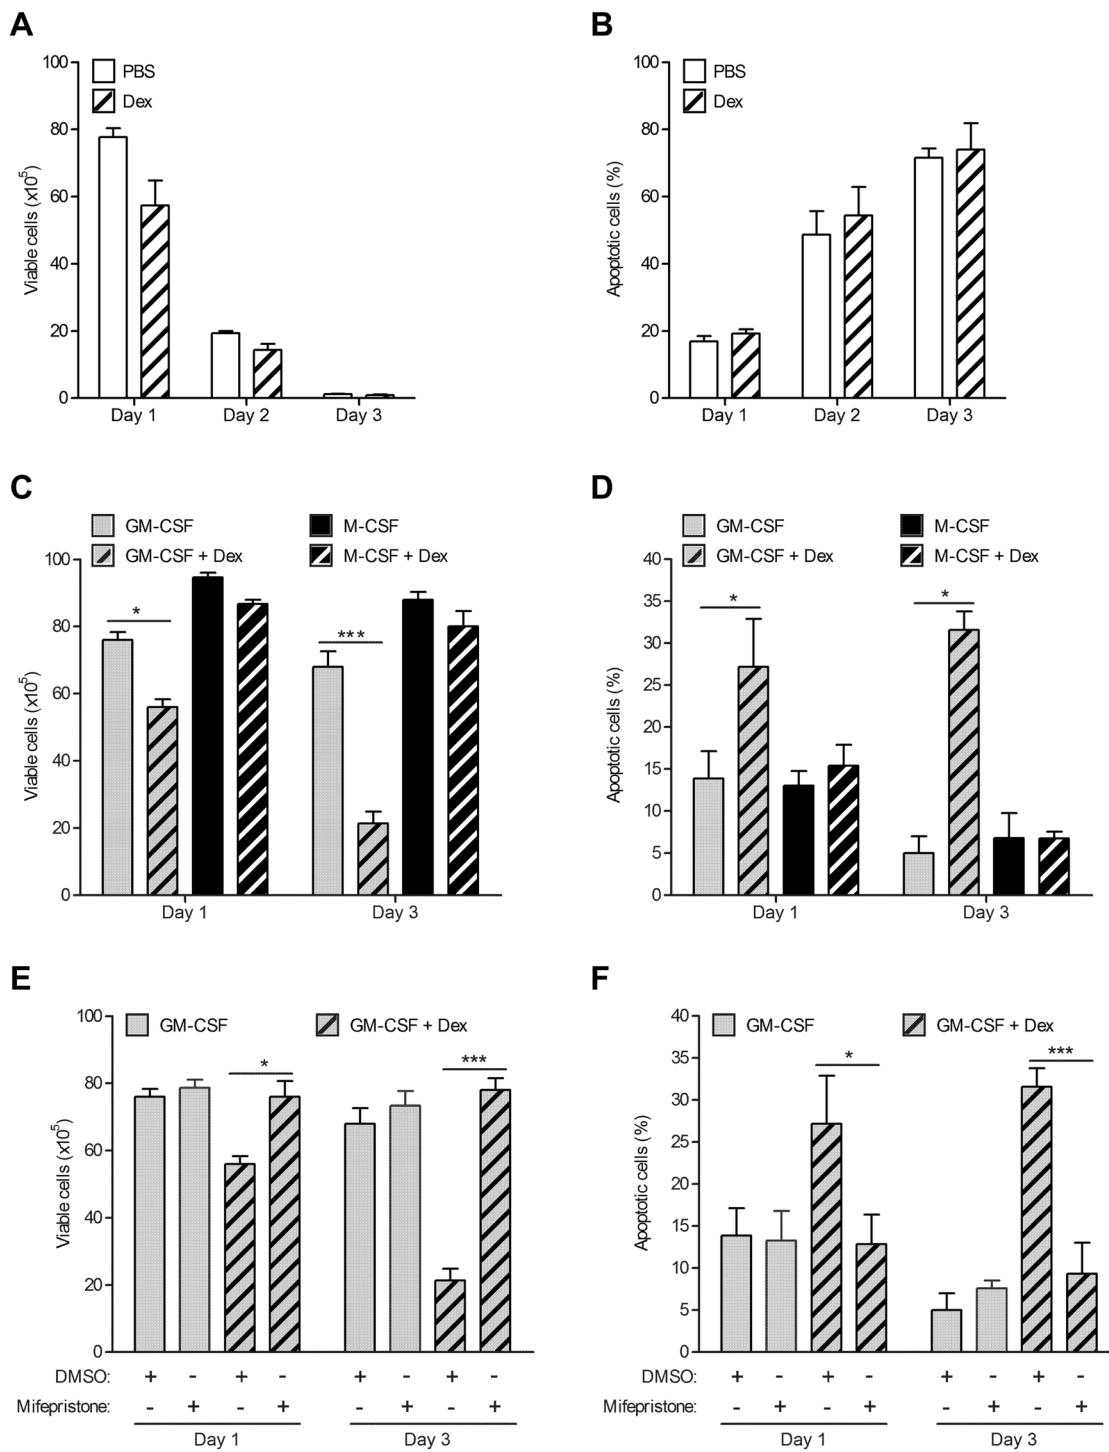 A
100
80
60
40
20
0
Viable cells (x10⁵)
PBS
Dex
Day 1 Day 2 Day 3
B
100
80
60
40
20
0
Apoptotic cells (%)
PBS
Dex
Day 1 Day 2 Day 3
C
GM-CSF M-CSF
GM-CSF + Dex M-CSF + Dex
100
80
60
40
20
0
Viable cells (x10⁵)
*
***
Day 1 Day 3
D
GM-CSF M-CSF
GM-CSF + Dex M-CSF + Dex
40
35
30
25
20
15
10
5
0
Apoptotic cells (%)
*
*
Day 1 Day 3
E
GM-CSF GM-CSF + Dex
100
80
60
40
20
0
Viable cells (x10⁵)
*
***
DMSO: + - + - + - + -
Mifepristone: - + - + - + - +
Day 1 Day 3
F
GM-CSF GM-CSF + Dex
40
35
30
25
20
15
10
5
0
Apoptotic cells (%)
*
***
+ - + - + - + -
- + - + - + - +
Day 1 Day 3